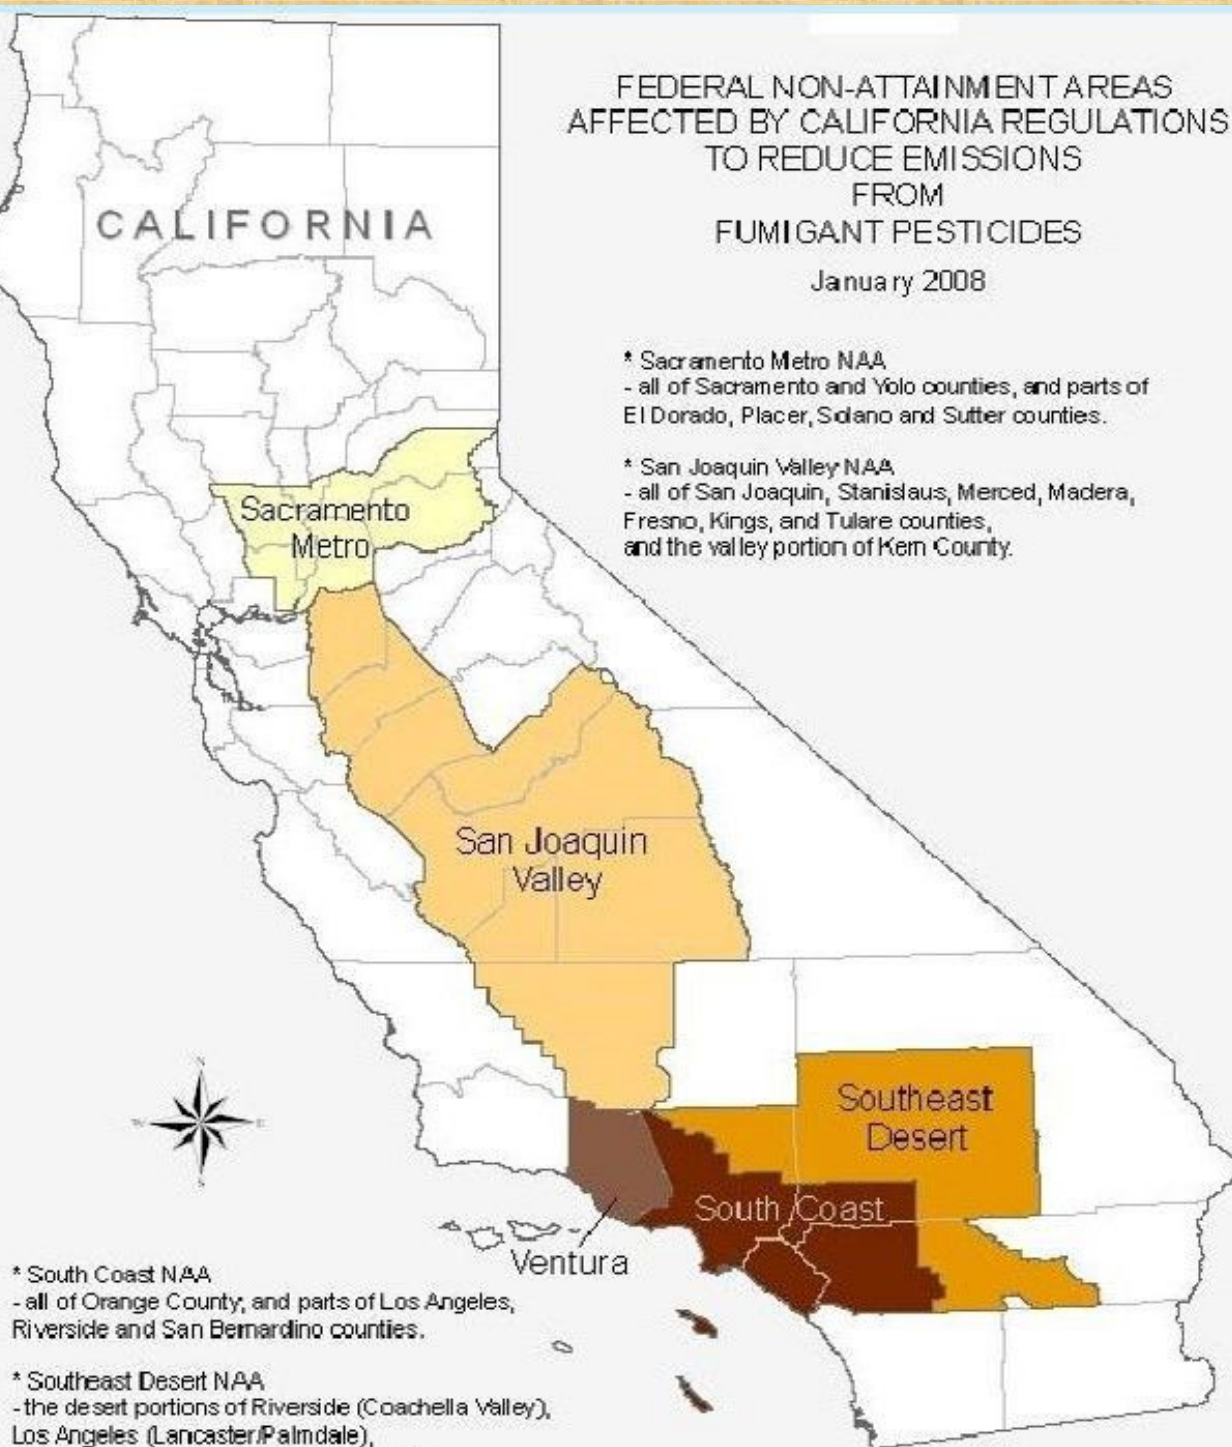 FEDERAL NON-ATTAINMENT AREAS
AFFECTED BY CALIFORNIA REGULATIONS
TO REDUCE EMISSIONS
FROM
FUMIGANT PESTICIDES
January 2008
CALIFORNIA
* Sacramento Metro NAA
- all of Sacramento and Yolo counties, and parts of
El Dorado, Placer, Solano and Sutter counties.
* San Joaquin Valley NAA
- all of San Joaquin, Stanislaus, Merced, Madera,
Fresno, Kings, and Tulare counties,
and the valley portion of Kern County.
Sacramento
Metro
San Joaquin
Valley
Southeast
Desert
South Coast
Ventura
N
W
E
S
* South Coast NAA
- all of Orange County, and parts of Los Angeles,
Riverside and San Bernardino counties.
* Southeast Desert NAA
- the desert portions of Riverside (Coachella Valley),
Los Angeles (Lancaster/Palmdale),